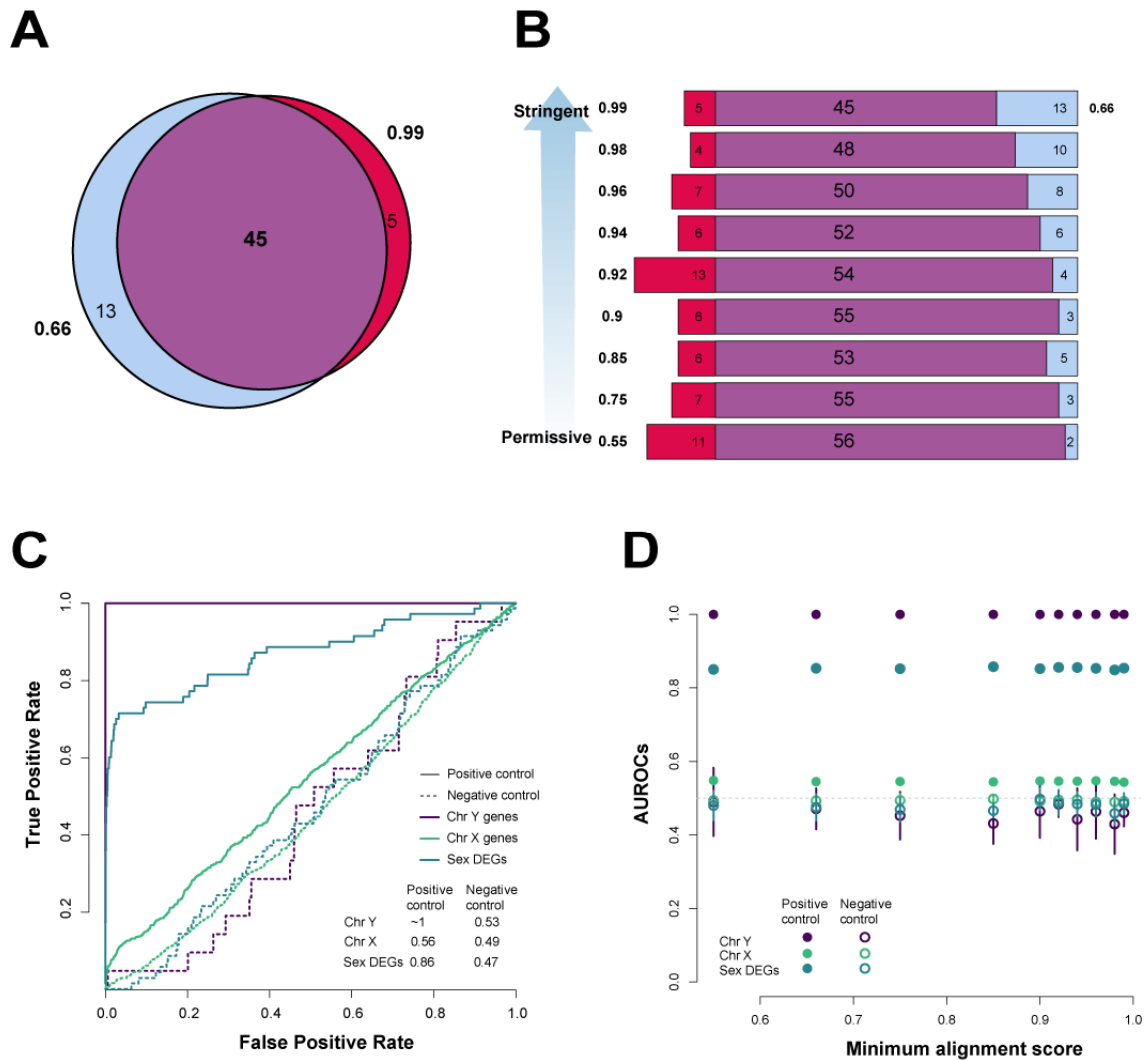 A
0.99
0.66
13
45
5
B
Stringent 0.99 5 45 13 0.66
0.98 4 48 10
0.96 7 50 8
0.94 6 52 6
0.92 13 54 4
0.9 6 55 3
0.85 6 53 5
0.75 7 55 3
Permissive 0.55 11 56 2
C
True Positive Rate
1.0
0.8
0.6
0.4
0.2
Positive control
Negative control
Chr Y genes
Chr X genes
Sex DEGs
Positive Negative
control control
Chr Y ~1 0.53
Chr X 0.56 0.49
Sex DEGs 0.86 0.47
0.0 0.2 0.4 0.6 0.8 1.0
False Positive Rate
D
AUROCs
1.0
0.8
0.6
0.4
0.2
0.0
Positive Negative
control control
Chr Y
Chr X
Sex DEGs
0.6 0.7 0.8 0.9 1.0
Minimum alignment score